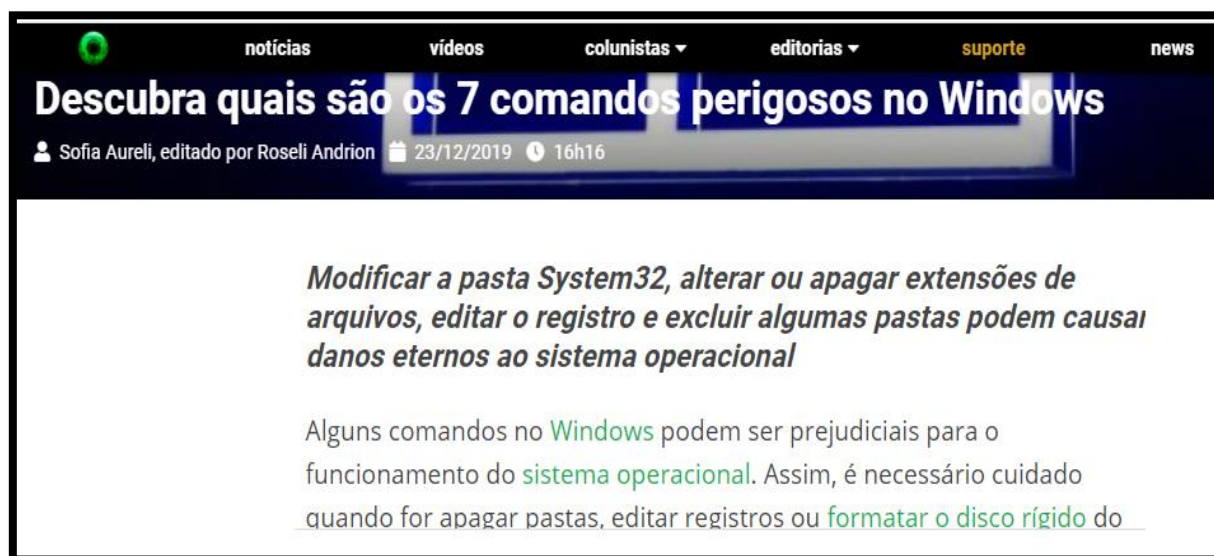 notícias vídeos colunistas editorias suporte news
Descubra quais são os 7 comandos perigosos no Windows
Sofia Aureli, editado por Roseli Andrion 23/12/2019 16h16
Modificar a pasta System32, alterar ou apagar extensões de
arquivos, editar o registro e excluir algumas pastas podem causar
danos eternos ao sistema operacional
Alguns comandos no Windows podem ser prejudiciais para o
funcionamento do sistema operacional. Assim, é necessário cuidado
quando for apagar pastas, editar registros ou formatar o disco rígido do